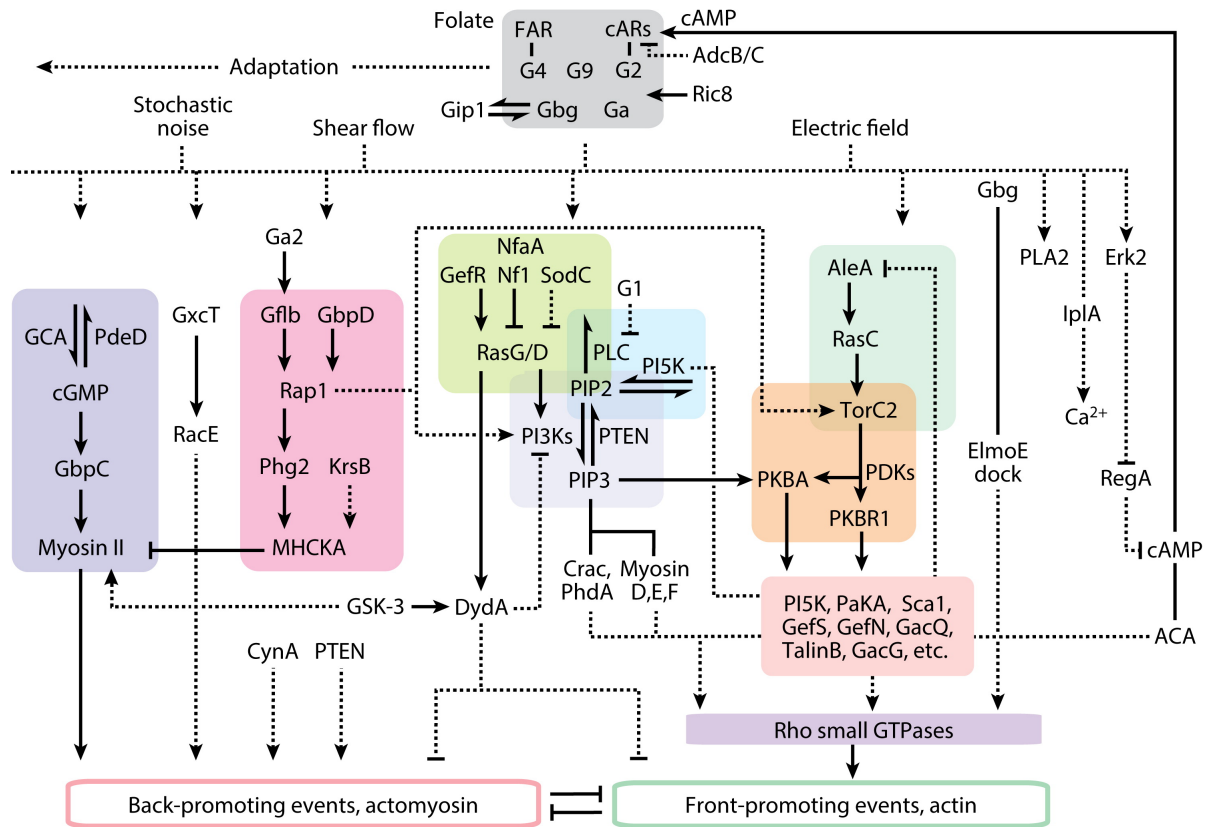 Folate
FAR
cARs
cAMP
AdcB/C
G4
G9
G2
Ric8
Gip1
Gbg
Ga
Adaptation
Stochastic
noise
Shear flow
Electric field
Ga2
Gbg
PLA2
Erk2
IplA
Ca2+
RegA
cAMP
ACA
ElmoE
dock
GCA
PdeD
cGMP
GbpC
Myosin II
GxcT
RacE
Gflb
GbpD
Rap1
Phg2
KrsB
MHCKA
NfaA
GefR
Nf1
SodC
RasG/D
G1
PLC
PI5K
PIP2
PI3Ks
PTEN
PIP3
AleA
RasC
TorC2
PKBA
PDKs
PKBR1
Crac,
PhdA
Myosin
D,E,F
GSK-3
DydA
CynA
PTEN
PI5K, PaKA, Sca1,
GefS, GefN, GacQ,
TalinB, GacG, etc.
Rho small GTPases
Back-promoting events, actomyosin
Front-promoting events, actin